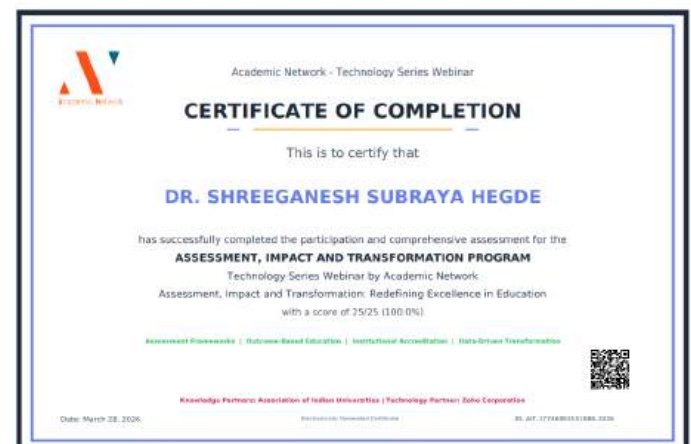 Academic Network
Academic Network - Technology Series Webinar
CERTIFICATE OF COMPLETION
This is to certify that
DR. SHREEGANESH SUBRAYA HEGDE
has successfully completed the participation and comprehensive assessment for the
ASSESSMENT, IMPACT AND TRANSFORMATION PROGRAM
Technology Series Webinar by Academic Network
Assessment, Impact and Transformation: Redefining Excellence in Education
with a score of 25/25 (100.0%)
Assessment Frameworks | Outcome-Based Education | Institutional Accreditation | Data-Driven Transformation
Knowledge Partners: Association of Indian Universities | Technology Partner: Zoho Corporation
Date: March 28, 2026
Electronically Generated Certificate